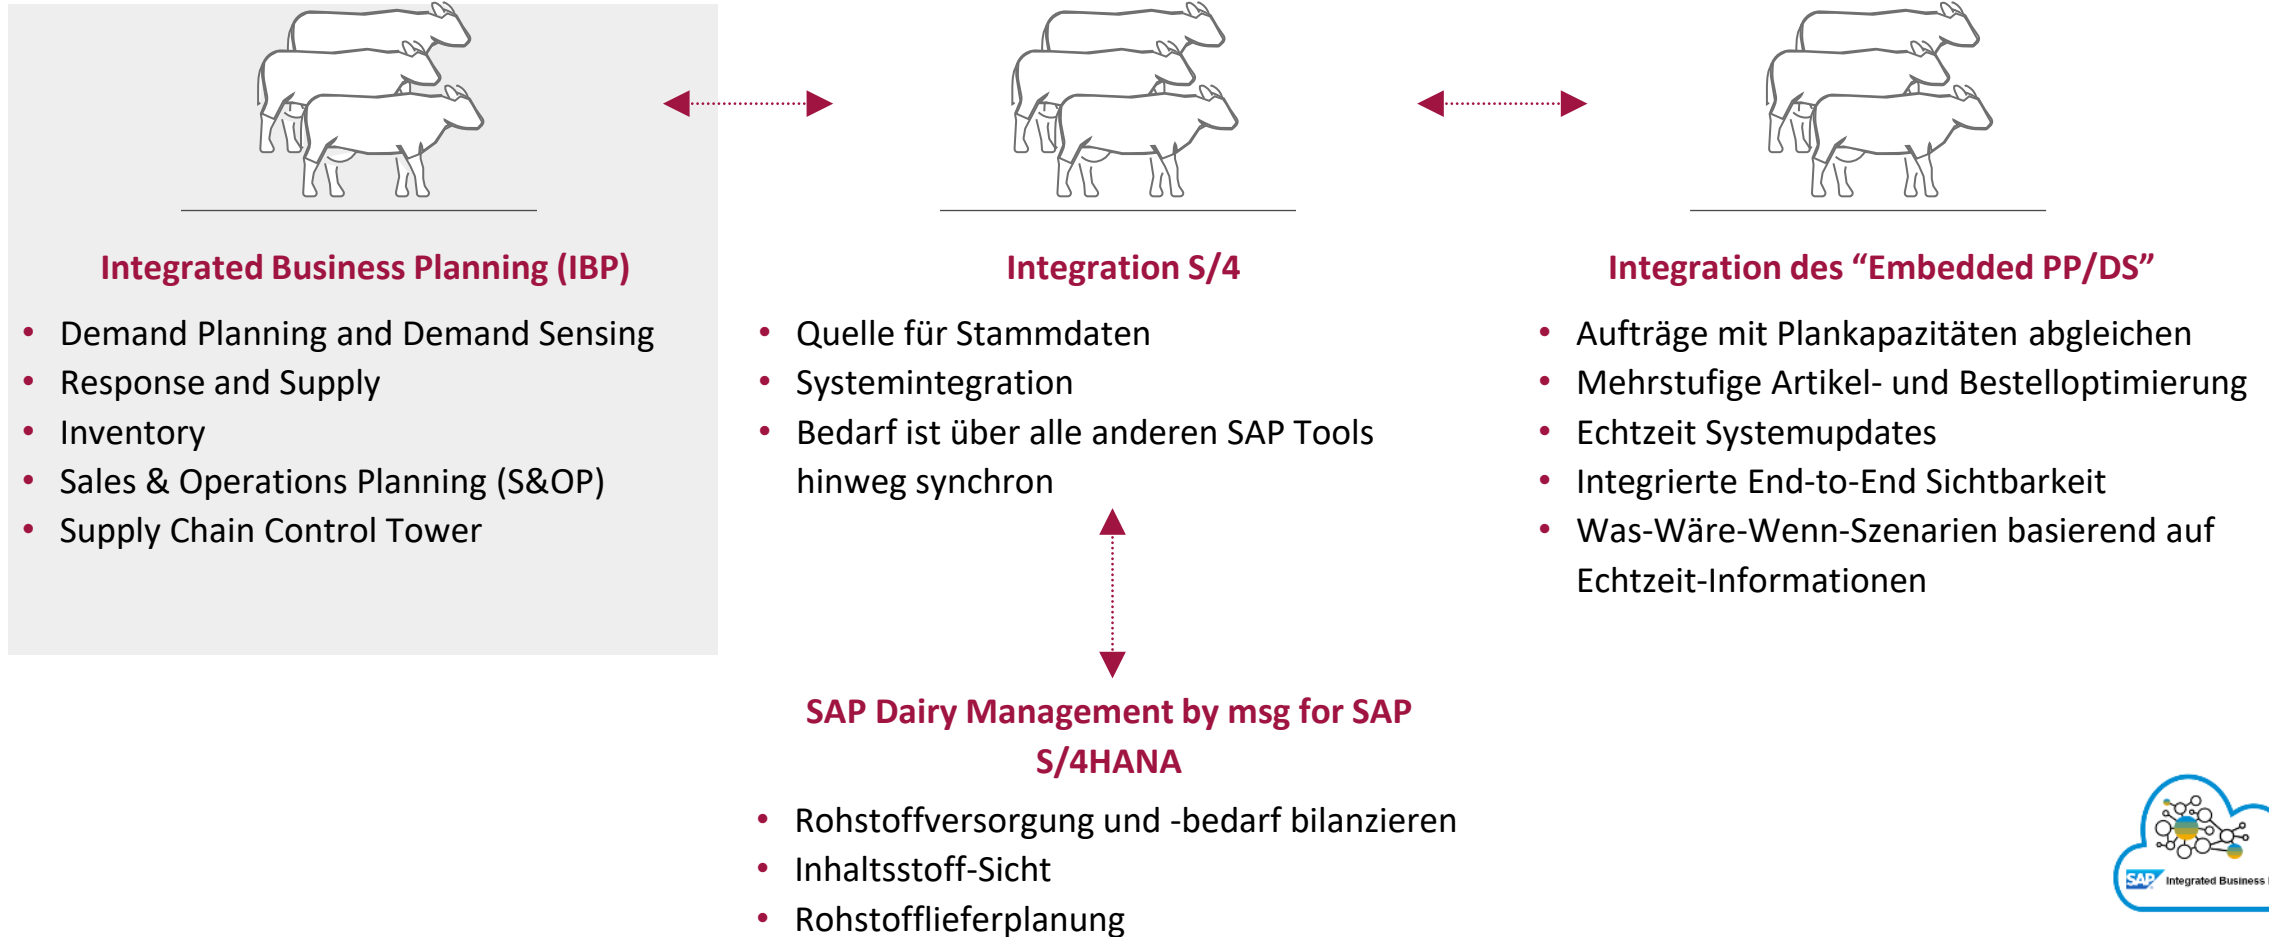 Integrated Business Planning (IBP)
• Demand Planning and Demand Sensing
• Response and Supply
• Inventory
• Sales & Operations Planning (S&OP)
• Supply Chain Control Tower
Integration S/4
• Quelle für Stammdaten
• Systemintegration
• Bedarf ist über alle anderen SAP Tools
hinweg synchron
Integration des “Embedded PP/DS”
• Aufträge mit Plankapazitäten abgleichen
• Mehrstufige Artikel- und Bestelloptimierung
• Echtzeit Systemupdates
• Integrierte End-to-End Sichtbarkeit
• Was-Wäre-Wenn-Szenarien basierend auf
Echtzeit-Informationen
SAP Dairy Management by msg for SAP
S/4HANA
• Rohstoffversorgung und -bedarf bilanzieren
• Inhaltsstoff-Sicht
• Rohstofflieferplanung
SAP Integrated Business